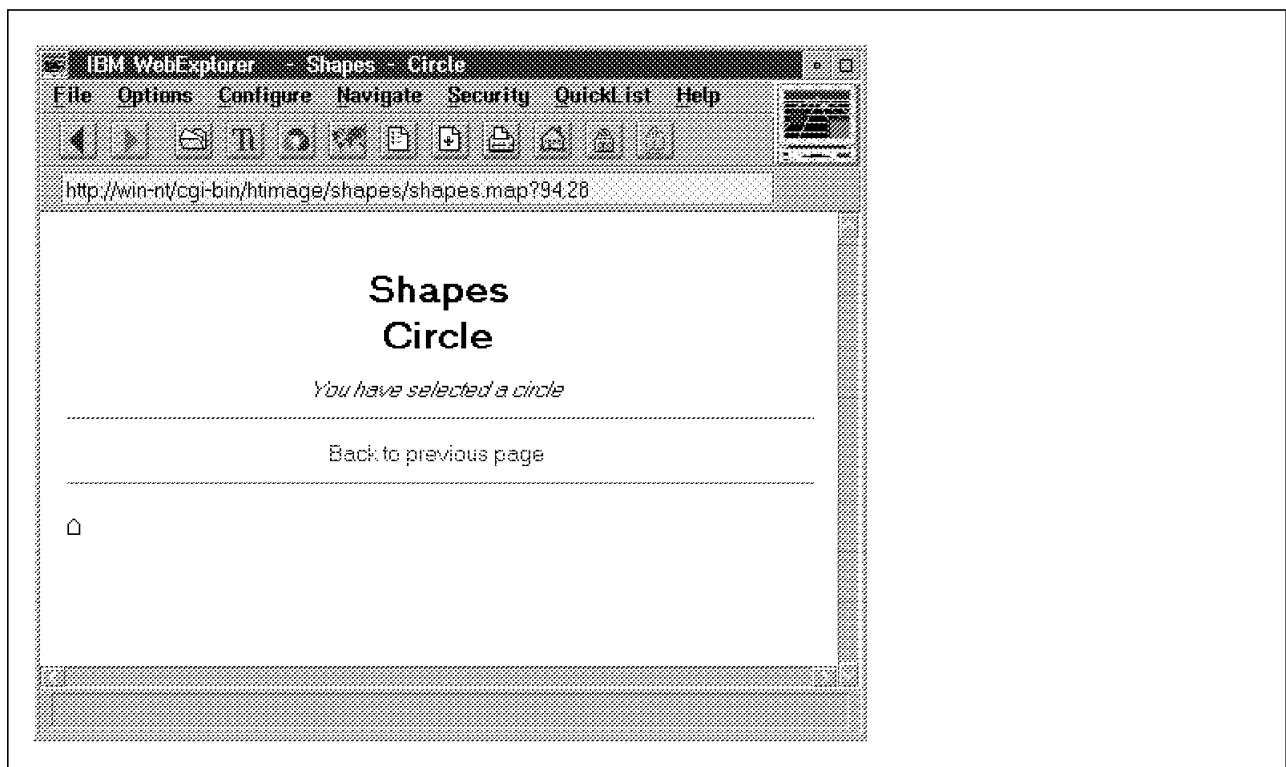 IBM WebExplorer - Shapes - Circle
File Options Configure Navigate Security QuickList Help
http://win-nt/cgi-bin/htimage/shapes/shapes.map?94,28
Shapes
Circle
You have selected a circle
Back to previous page